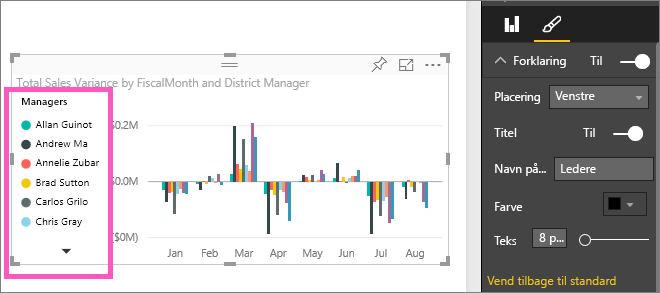 Total Sales Variance by FiscalMonth and District Manager
Managers
Allan Guinot
Andrew Ma
Annelie Zubar
Brad Sutton
Carlos Grilo
Chris Gray
$0.2M
$0.0M
($0M)
Jan Feb Mar Apr May Jun Jul Aug
Forklaring Til
Placering Venstre
Titel Til
Navn på... Ledere
Farve
Teks 8 p...
Vend tilbage til standard